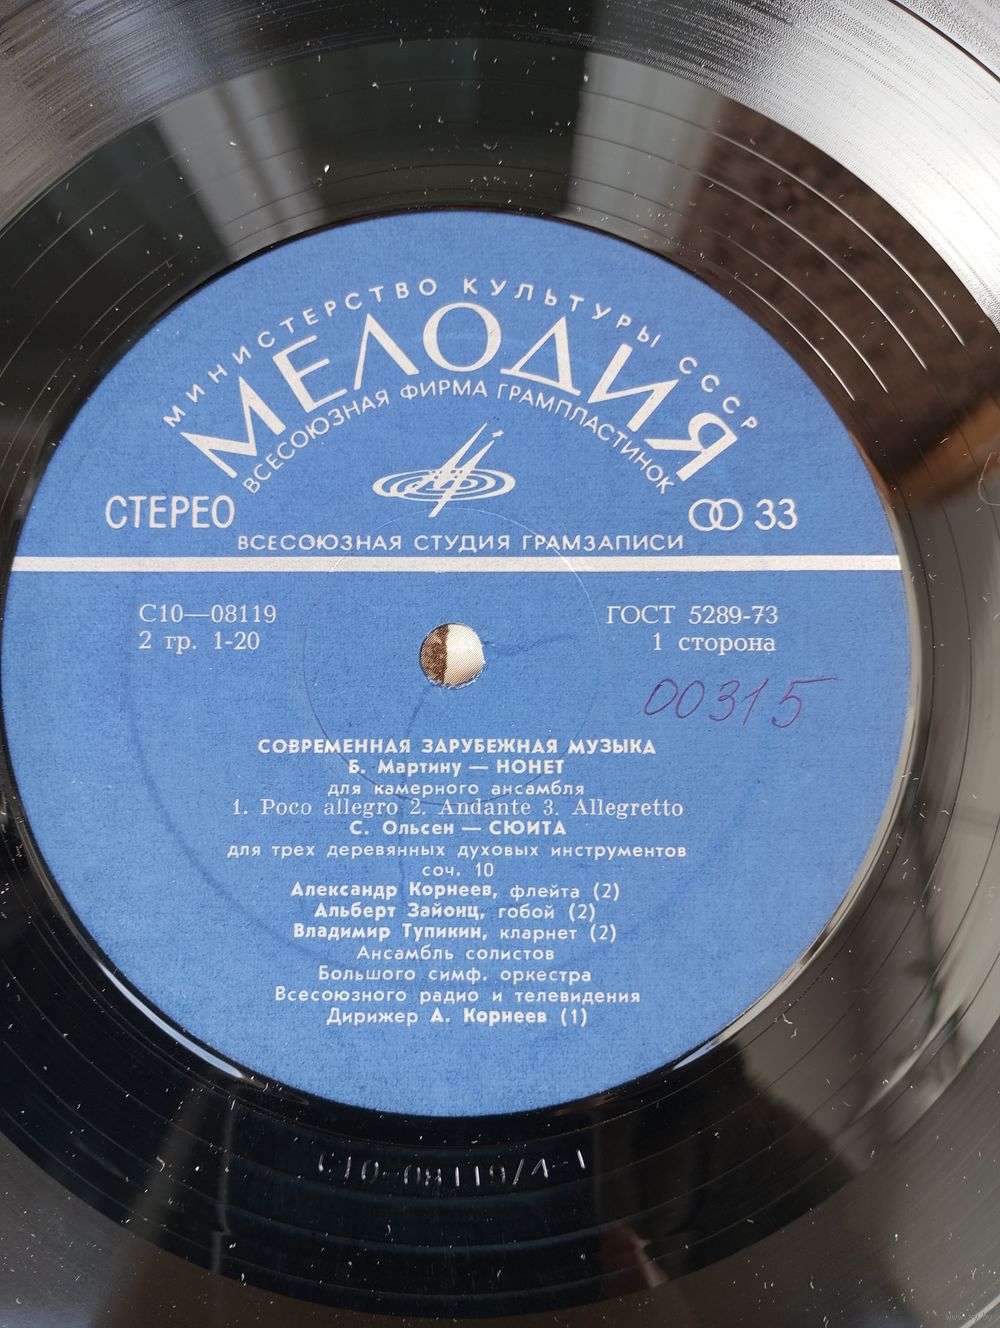 МИНИСТЕРСТВО КУЛЬТУРЫ СССР
МЕЛОДИЯ
ВСЕСОЮЗНАЯ ФИРМА ГРАМПЛАСТИНОК
СТЕРЕО
33
ВСЕСОЮЗНАЯ СТУДИЯ ГРАМЗАПИСИ
С10—08119
ГОСТ 5289-73
2 гр. 1-20
1 сторона
00315
СОВРЕМЕННАЯ ЗАРУБЕЖНАЯ МУЗЫКА
Б. Мартину — НОНЕТ
для камерного ансамбля
1. Poco allegro 2. Andante 3. Allegretto
С. Ольсен — СЮИТА
для трех деревянных духовых инструментов
соч. 10
Александр Корнеев, флейта (2)
Альберт Зайонц, гобой (2)
Владимир Тупикин, кларнет (2)
Ансамбль солистов
Большого симф. оркестра
Всесоюзного радио и телевидения
Дирижер А. Корнеев (1)
С10-08119/1-1